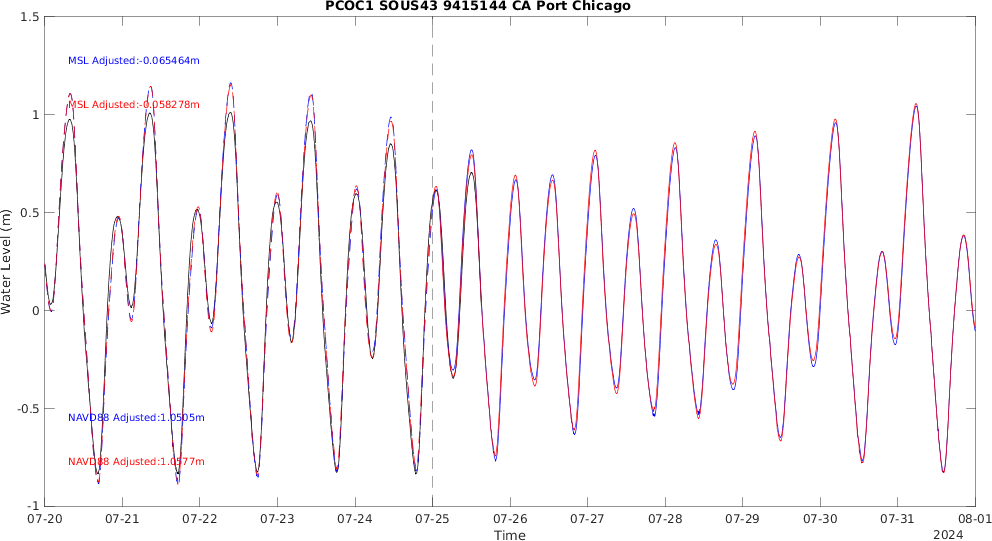 PCOC1 SOUS43 9415144 CA Port Chicago
1.5
MSL Adjusted:-0.065464m
MSL Adjusted:-0.058278m
1
0.5
Water Level (m)
0
-0.5
NAVD88 Adjusted:1.0505m
NAVD88 Adjusted:1.0577m
-1
07-20 07-21 07-22 07-23 07-24 07-25 07-26 07-27 07-28 07-29 07-30 07-31 08-01
Time
2024